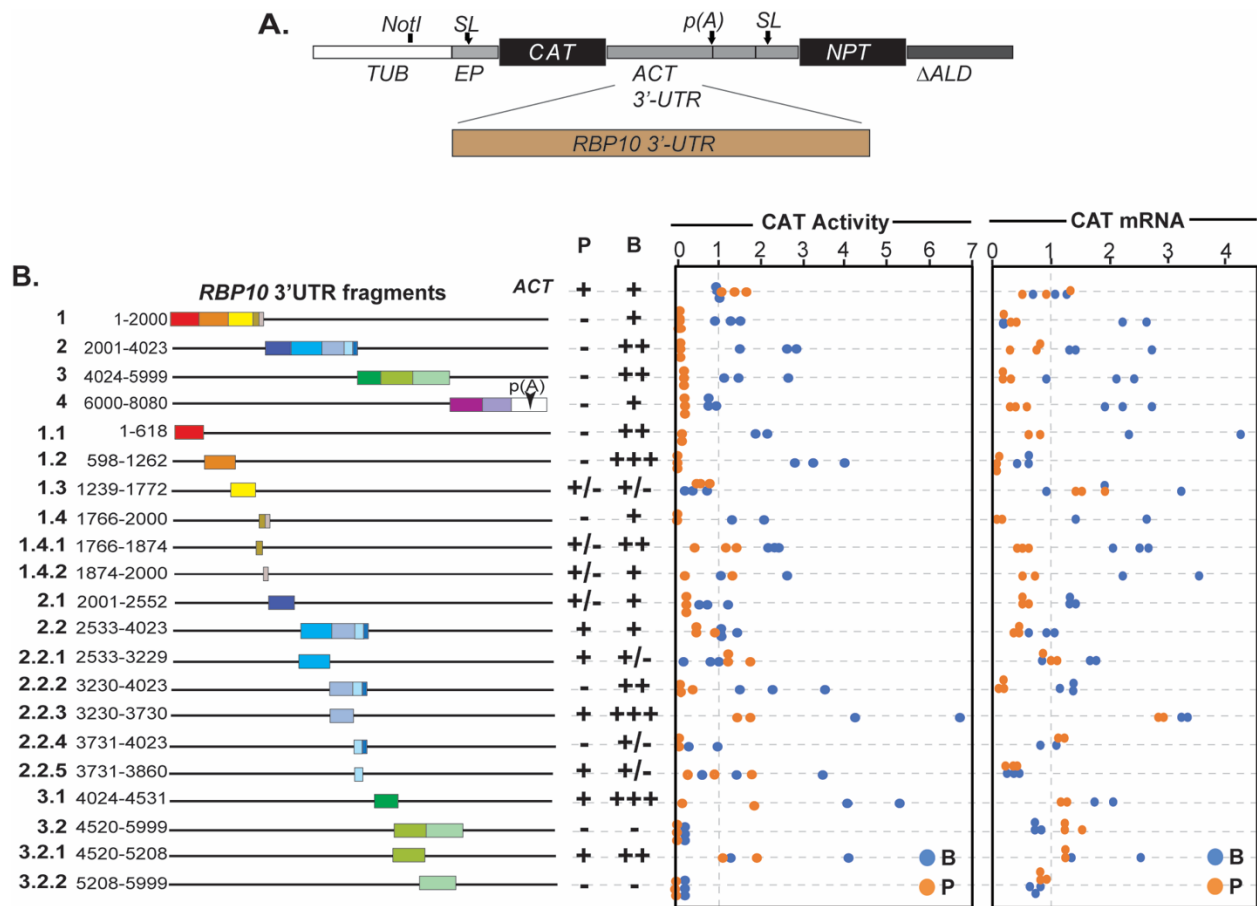 A.
NotI SL p(A) SL
CAT NPT
TUB EP ACT ΔALD
3'-UTR
RBP10 3'-UTR
CAT Activity CAT mRNA
P B 0 1 2 3 4 5 6 7 0 1 2 3 4
B.
RBP10 3'UTR fragments ACT + +
1 1-2000 - +
2 2001-4023 - ++
3 4024-5999 - ++
p(A)
4 6000-8080 - +
1.1 1-618 - ++
1.2 598-1262 - +++
1.3 1239-1772 +/- +/-
1.4 1766-2000 - +
1.4.1 1766-1874 +/- ++
1.4.2 1874-2000 +/- +
2.1 2001-2552 +/- +
2.2 2533-4023 + +
2.2.1 2533-3229 + +/-
2.2.2 3230-4023 - ++
2.2.3 3230-3730 + +++
2.2.4 3731-4023 - +/-
2.2.5 3731-3860 + +/-
3.1 4024-4531 + +++
3.2 4520-5999 - -
3.2.1 4520-5208 + ++ B B
3.2.2 5208-5999 - - P P